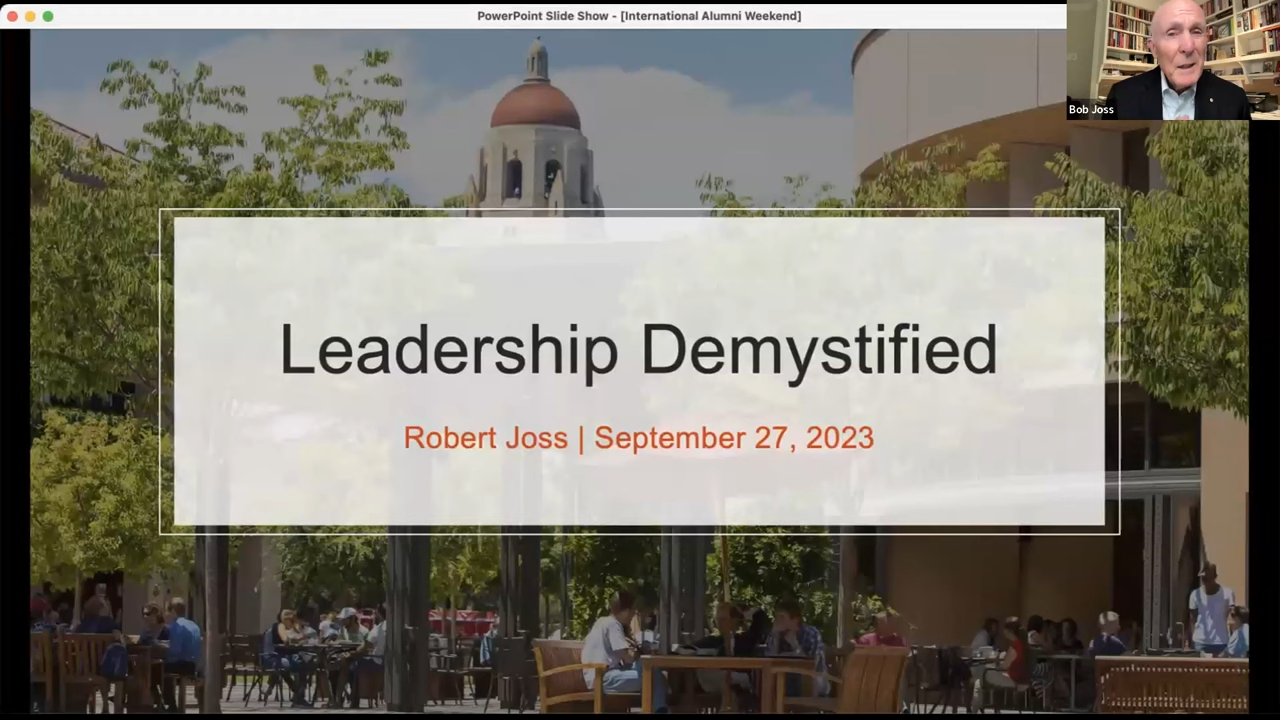 PowerPoint Slide Show - [International Alumni Weekend]
Bob Joss
Leadership Demystified
Robert Joss | September 27, 2023